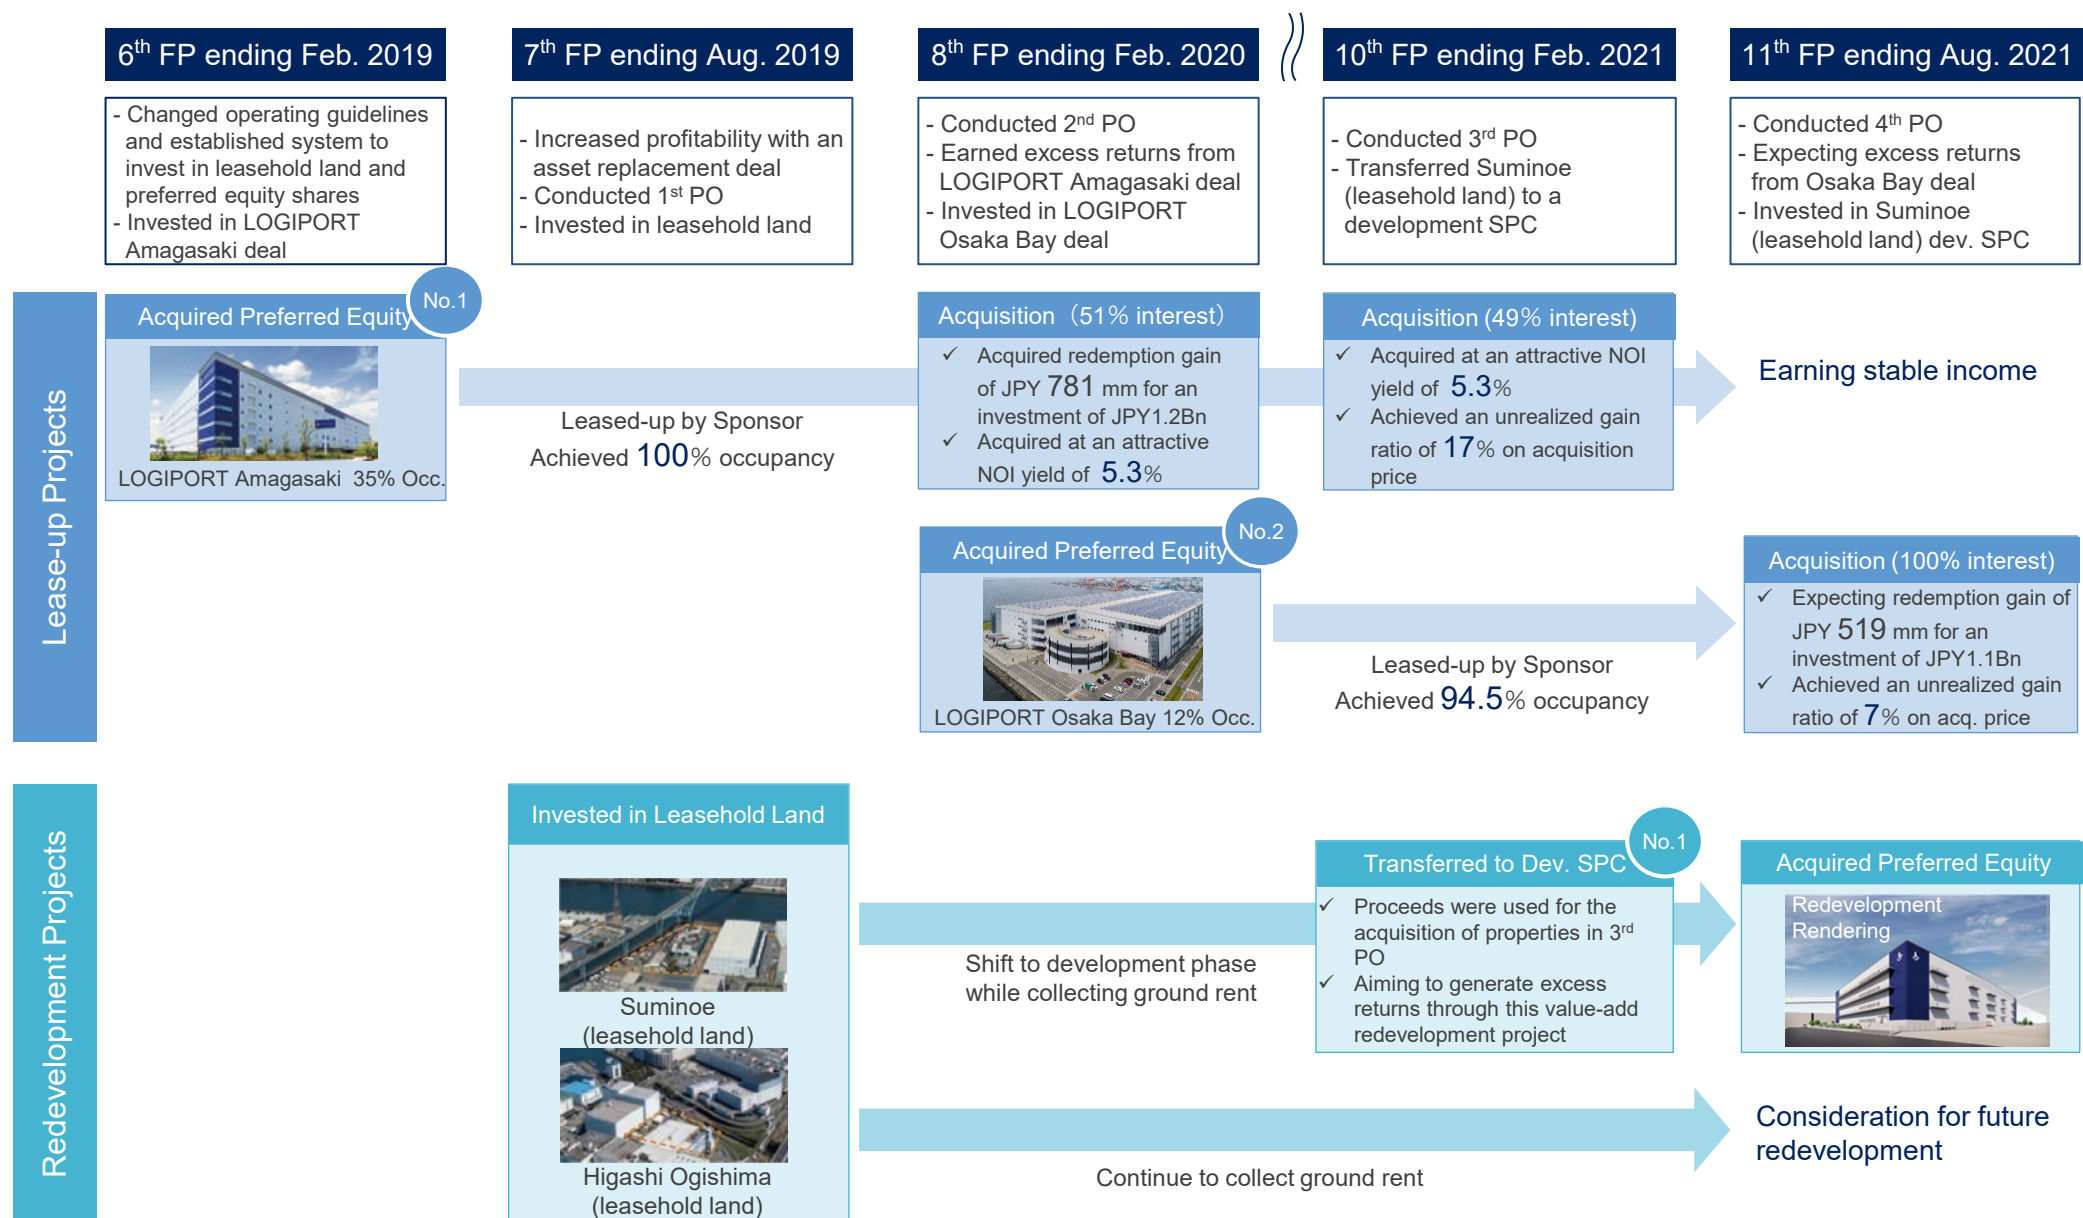 6th FP ending Feb. 2019
7th FP ending Aug. 2019
8th FP ending Feb. 2020
10th FP ending Feb. 2021
11th FP ending Aug. 2021
- Changed operating guidelines
and established system to
invest in leasehold land and
preferred equity shares
- Invested in LOGIPORT
Amagasaki deal
- Increased profitability with an
asset replacement deal
- Conducted 1st PO
- Invested in leasehold land
- Conducted 2nd PO
- Earned excess returns from
LOGIPORT Amagasaki deal
- Invested in LOGIPORT
Osaka Bay deal
- Conducted 3rd PO
- Transferred Suminoe
(leasehold land) to a
development SPC
- Conducted 4th PO
- Expecting excess returns
from Osaka Bay deal
- Invested in Suminoe
(leasehold land) dev. SPC
Lease-up Projects
Acquired Preferred Equity
No.1
LOGIPORT Amagasaki 35% Occ.
Leased-up by Sponsor
Achieved 100% occupancy
Acquisition（51% interest）
✓ Acquired redemption gain
of JPY 781 mm for an
investment of JPY1.2Bn
✓ Acquired at an attractive
NOI yield of 5.3%
Acquisition (49% interest)
✓ Acquired at an attractive NOI
yield of 5.3%
✓ Achieved an unrealized gain
ratio of 17% on acquisition
price
Earning stable income
Acquired Preferred Equity
No.2
LOGIPORT Osaka Bay 12% Occ.
Leased-up by Sponsor
Achieved 94.5% occupancy
Acquisition (100% interest)
✓ Expecting redemption gain of
JPY 519 mm for an
investment of JPY1.1Bn
✓ Achieved an unrealized gain
ratio of 7% on acq. price
Redevelopment Projects
Invested in Leasehold Land
Suminoe
(leasehold land)
Higashi Ogishima
(leasehold land)
Shift to development phase
while collecting ground rent
Transferred to Dev. SPC
No.1
✓ Proceeds were used for the
acquisition of properties in 3rd
PO
✓ Aiming to generate excess
returns through this value-add
redevelopment project
Acquired Preferred Equity
Redevelopment
Rendering
Continue to collect ground rent
Consideration for future
redevelopment